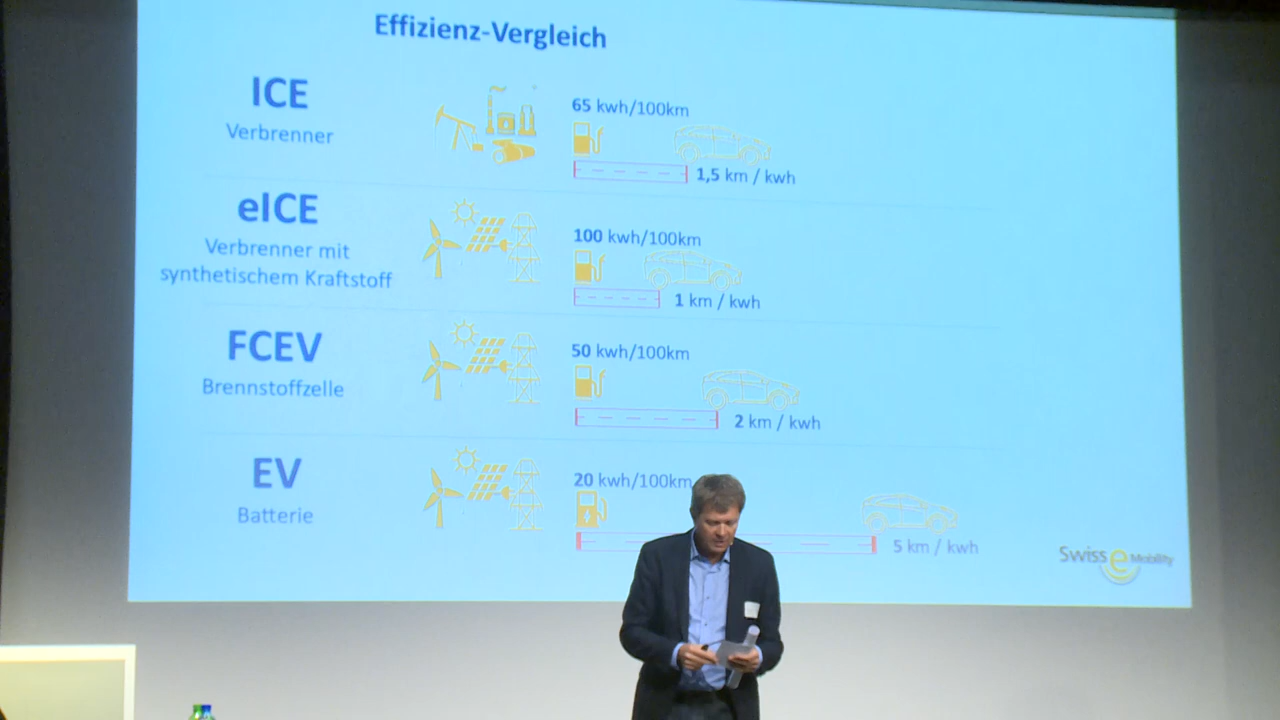 Effizienz-Vergleich
ICE
Verbrenner
65 kwh/100km
1,5 km / kwh
eICE
Verbrenner mit
synthetischem Kraftstoff
100 kwh/100km
1 km / kwh
FCEV
Brennstoffzelle
50 kwh/100km
2 km / kwh
EV
Batterie
20 kwh/100km
5 km / kwh
Swiss e Mobility